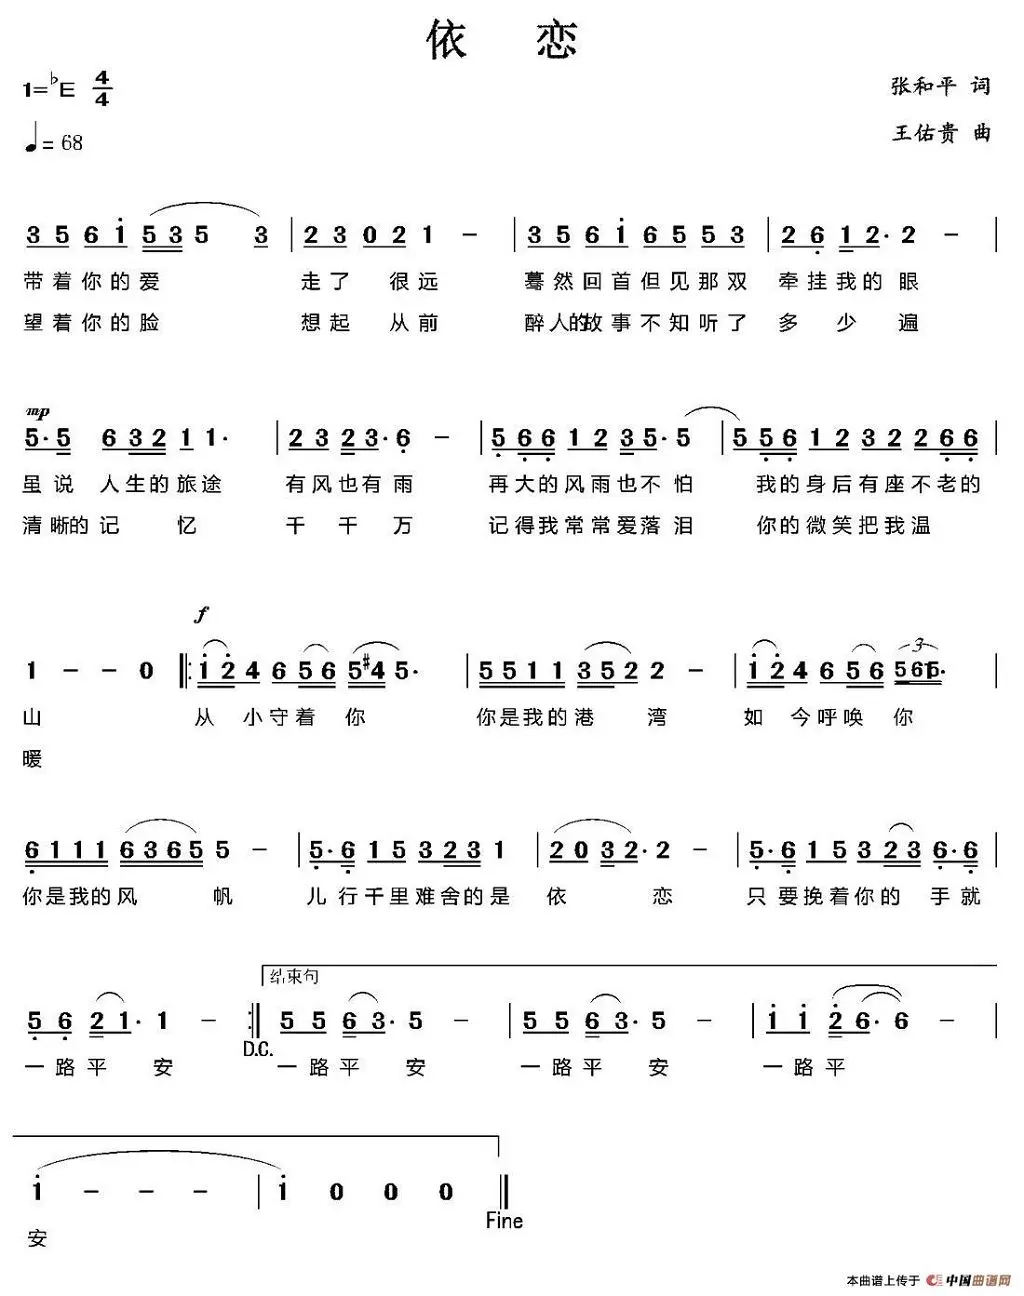 依 恋
1=♭E 4/4
张和平 词
♩= 68
王佑贵 曲
3 5 6 i 5 3 5 3 | 2 3 0 2 1 － | 3 5 6 i 6 5 5 3 | 2 6 1 2· 2 － |
带着你的爱 走了 很远 蓦然回首但见那双 牵挂我的 眼
望着你的脸 想起 从前 醉人的故事不知听了 多 少 遍
mp
5· 5 6 3 2 1 1· | 2 3 2 3· 6 － | 5 6 6 1 2 3 5· 5 | 5 5 6 1 2 3 2 2 6 6 |
虽说 人生的旅途 有风也有雨 再大的风雨也不怕 我的身后有座不老的
清晰的记 忆 千 千 万 记得我常常爱落泪 你的微笑把我温
f
1 － － 0 ‖: i 2 4 6 5 6 5 #4 5· | 5 5 1 1 3 5 2 2 － | i 2 4 6 5 6 5 6 i 5· |
山 从 小守着 你 你是我的港 湾 如 今呼唤 你
暖
6 1 1 1 6 3 6 5 5 － | 5· 6 1 5 3 2 3 1 | 2 0 3 2· 2 － | 5· 6 1 5 3 2 3 6· 6 |
你是我的风 帆 儿行千里难舍的是 依 恋 只要挽着你的 手就
结束句
5 6 2 1· 1 － :‖ 5 5 6 3· 5 － | 5 5 6 3· 5 － | i i 2 6· 6 － |
D.C.
一路平 安 一路平 安 一路平 安 一路平
i － － － | i 0 0 0 ‖
Fine
安
本曲谱上传于 中国曲谱网